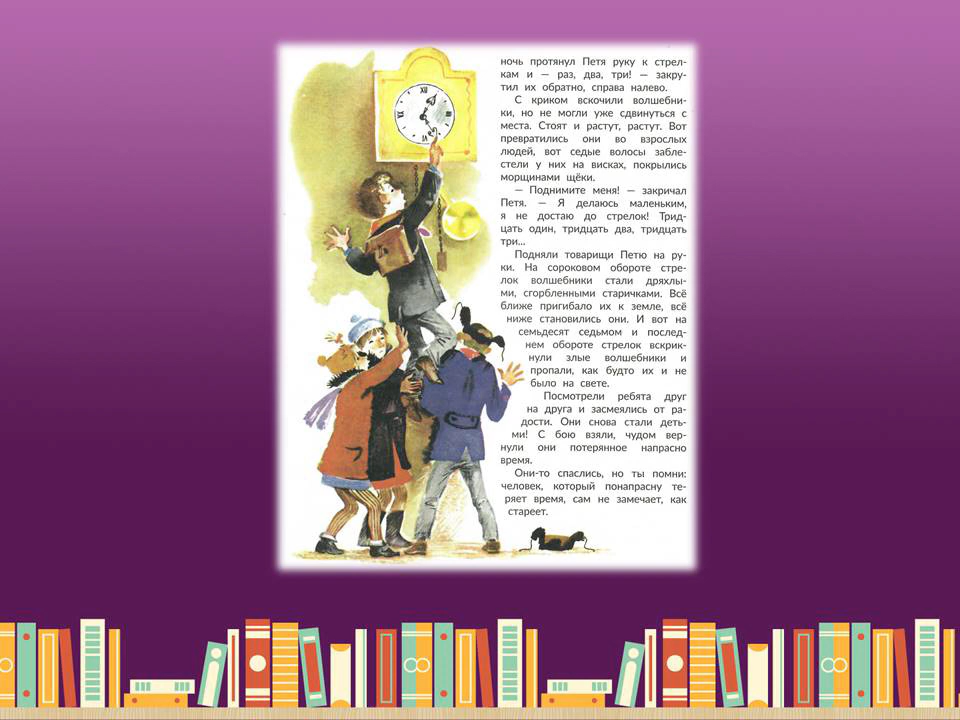 ночь протянул Петя руку к стрел-
кам и — раз, два, три! — закру-
тил их обратно, справа налево.
С криком вскочили волшебни-
ки, но не могли уже сдвинуться с
места. Стоят и растут, растут. Вот
превратились они во взрослых
людей, вот седые волосы забле-
стели у них на висках, покрылись
морщинами щёки.
— Поднимите меня! — закричал
Петя. — Я делаюсь маленьким,
я не достаю до стрелок! Трид-
цать один, тридцать два, тридцать
три...
Подняли товарищи Петю на ру-
ки. На сороковом обороте стре-
лок волшебники стали дряхлы-
ми, сгорбленными старичками. Всё
ближе пригибало их к земле, всё
ниже становились они. И вот на
семьдесят седьмом и послед-
нем обороте стрелок вскрик-
нули злые волшебники и
пропали, как будто их и не
было на свете.
Посмотрели ребята друг
на друга и засмеялись от ра-
дости. Они снова стали деть-
ми! С бою взяли, чудом вер-
нули они потерянное напрасно
время.
Они-то спаслись, но ты помни:
человек, который понапрасну те-
ряет время, сам не замечает, как
стареет.